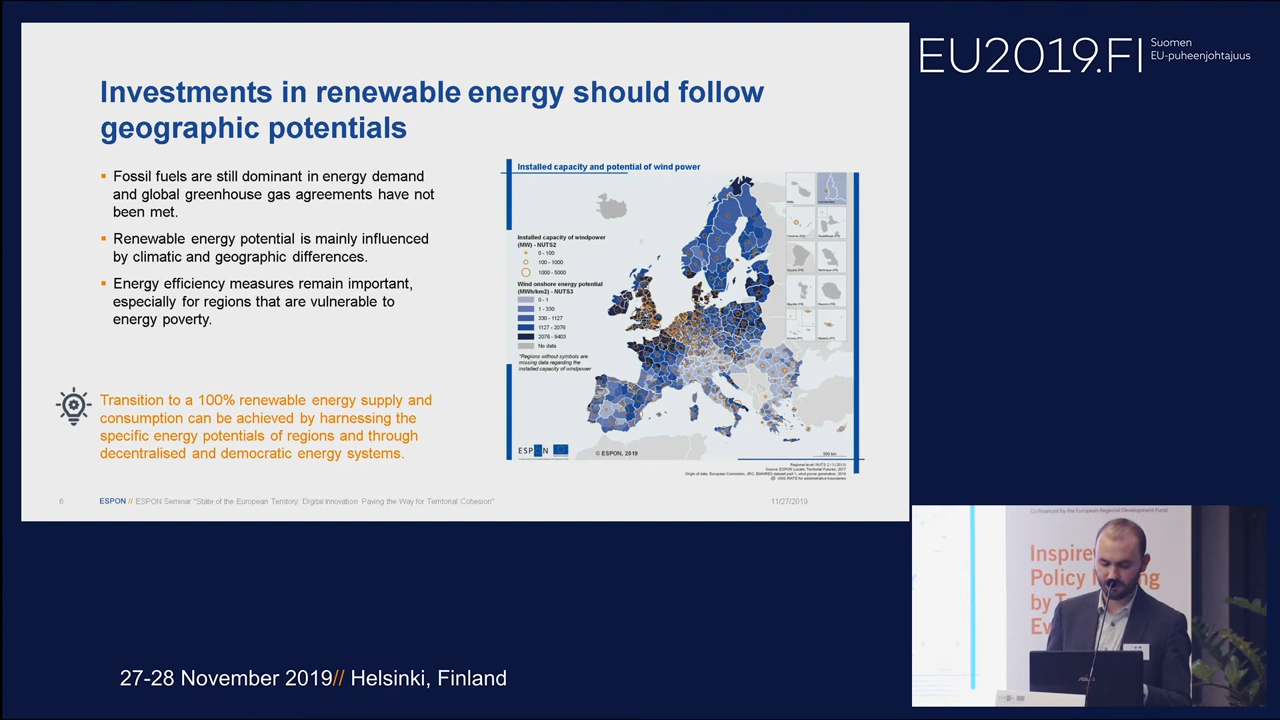 Investments in renewable energy should follow
geographic potentials
Fossil fuels are still dominant in energy demand
and global greenhouse gas agreements have not
been met.
Renewable energy potential is mainly influenced
by climatic and geographic differences.
Energy efficiency measures remain important,
especially for regions that are vulnerable to
energy poverty.
Transition to a 100% renewable energy supply and
consumption can be achieved by harnessing the
specific energy potentials of regions and through
decentralised and democratic energy systems.
Installed capacity and potential of wind power
Installed capacity of windpower
(MW) - NUTS2
0 - 100
100 - 1000
1000 - 5000
Wind onshore energy potential
(MWh/km2) - NUTS3
0 - 1
1 - 330
330 - 1127
1127 - 2076
2076 - 9403
No data
*Regions without symbols are
missing data regarding the
installed capacity of windpower
ESPON
© ESPON, 2019
500 km
Source: ESPON Locate, Territorial Futures, 2017
6
ESPON // ESPON Seminar "State of the European Territory: Digital Innovation. Paving the Way for Territorial Cohesion"
11/27/2019
EU2019.FI
Suomen
EU-puheenjohtajuus
Co-financed by the European Regional Development Fund
Inspire
Policy
by
27-28 November 2019// Helsinki, Finland